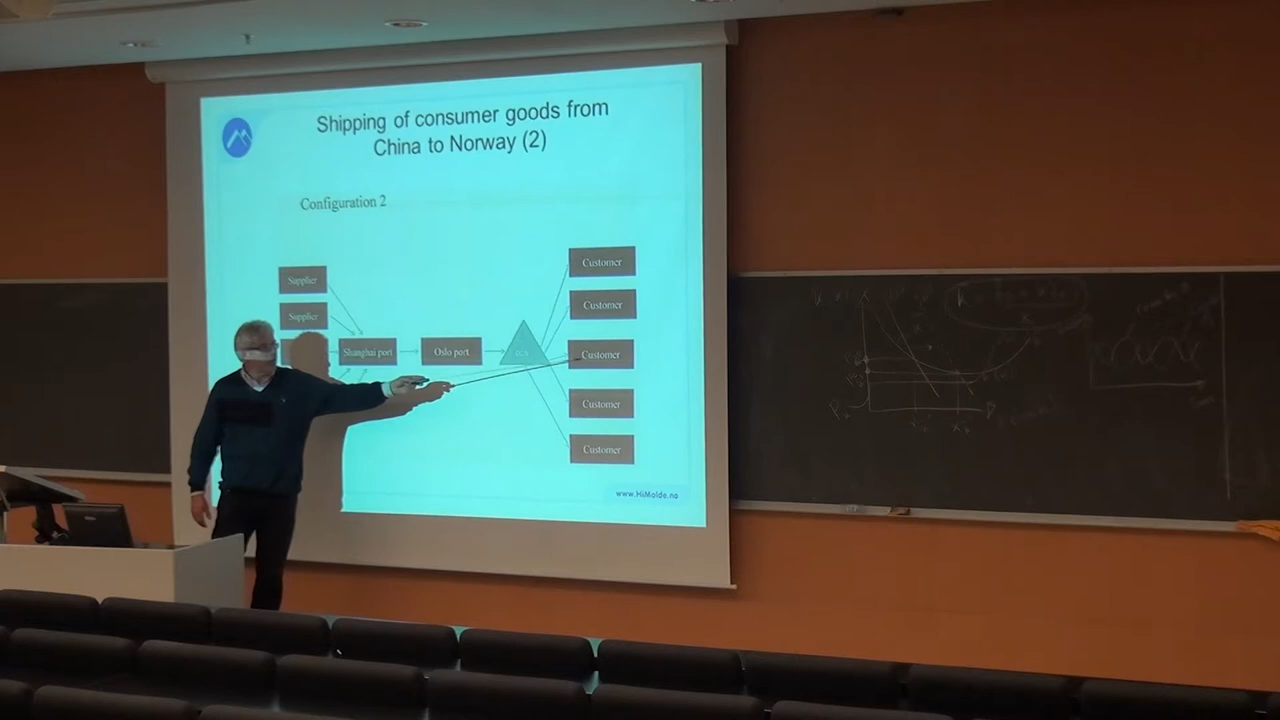 Shipping of consumer goods from
China to Norway (2)
Configuration 2
Supplier
Supplier
Shanghai port
Oslo port
Customer
Customer
Customer
Customer
Customer
www.HiMolde.no